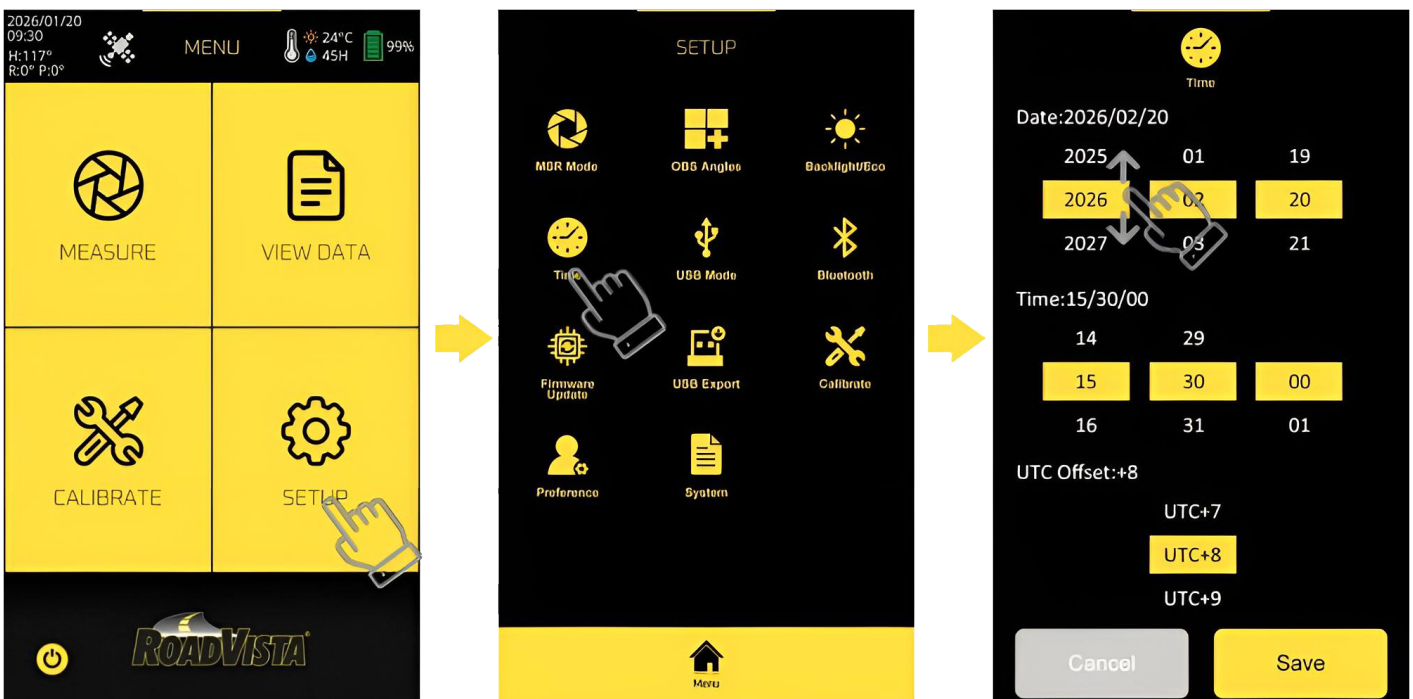 2026/01/20
09:30
H:117°
R:0° P:0°
MENU
24°C
45H
99%
MEASURE
VIEW DATA
CALIBRATE
SETUP
ROADVISTA
SETUP
MBR Mode
OBS Angles
Backlight/Eco
Time
USB Mode
Bluetooth
Firmware
Update
USB Export
Calibrate
Preference
System
Menu
Time
Date:2026/02/20
2025 01 19
2026 02 20
2027 03 21
Time:15/30/00
14 29
15 30 00
16 31 01
UTC Offset:+8
UTC+7
UTC+8
UTC+9
Cancel
Save